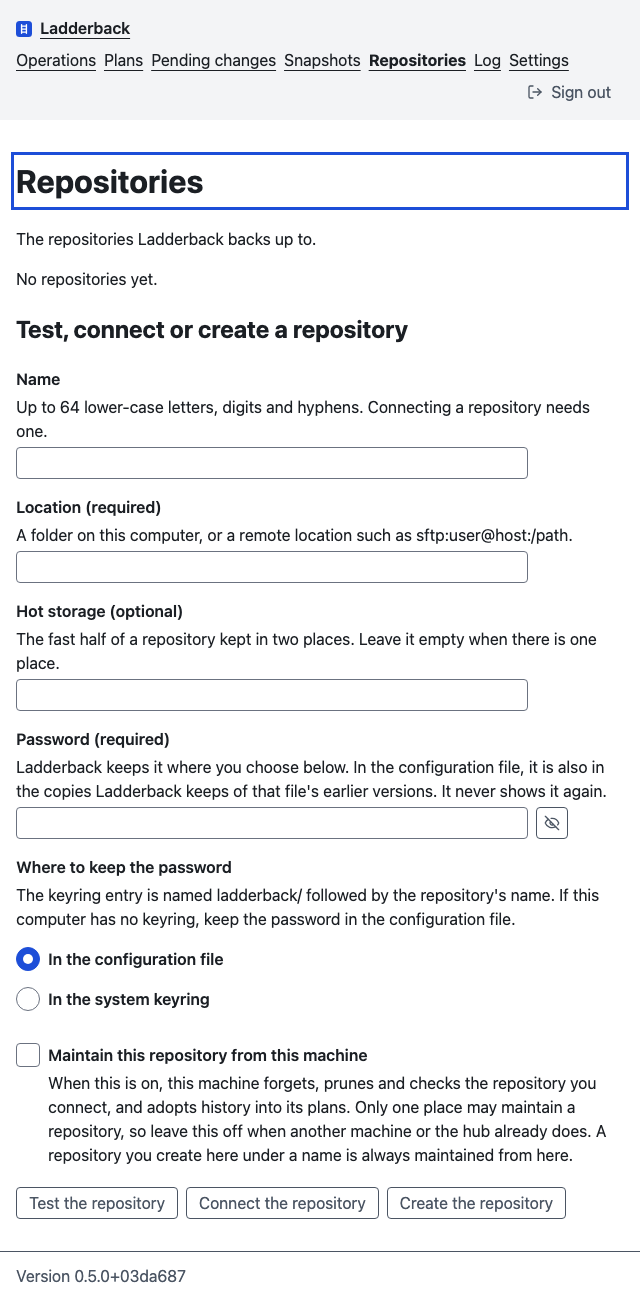 Ladderback
Operations Plans Pending changes Snapshots Repositories Log Settings
Sign out
Repositories
The repositories Ladderback backs up to.
No repositories yet.
Test, connect or create a repository
Name
Up to 64 lower-case letters, digits and hyphens. Connecting a repository needs
one.
Location (required)
A folder on this computer, or a remote location such as sftp:user@host:/path.
Hot storage (optional)
The fast half of a repository kept in two places. Leave it empty when there is one
place.
Password (required)
Ladderback keeps it where you choose below. In the configuration file, it is also in
the copies Ladderback keeps of that file's earlier versions. It never shows it again.
Where to keep the password
The keyring entry is named ladderback/ followed by the repository's name. If this
computer has no keyring, keep the password in the configuration file.
In the configuration file
In the system keyring
Maintain this repository from this machine
When this is on, this machine forgets, prunes and checks the repository you
connect, and adopts history into its plans. Only one place may maintain a
repository, so leave this off when another machine or the hub already does. A
repository you create here under a name is always maintained from here.
Test the repository Connect the repository Create the repository
Version 0.5.0+03da687